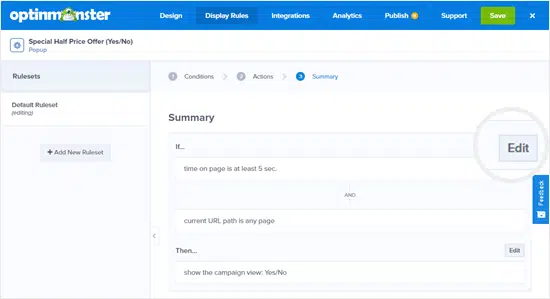 optinmonster Design Display Rules Integrations Analytics Publish Support Save ×
Special Half Price Offer (Yes/No)
Popup
Rulesets
1 Conditions > 2 Actions > 3 Summary
Default Ruleset
(editing)
+ Add New Ruleset
Summary
If...
Edit
time on page is at least 5 sec.
AND
current URL path is any page
Then...
Edit
show the campaign view: Yes/No
Feedback